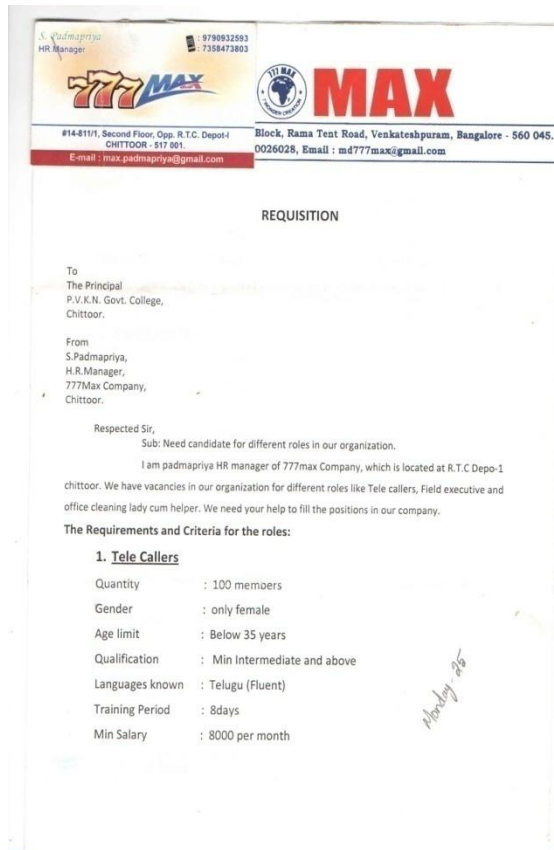 S. Padmapriya
HR.Manager
: 9790932593
: 7358473803
777 MAX
#14-811/1, Second Floor, Opp. R.T.C. Depot-I
CHITTOOR - 517 001.
E-mail : max.padmapriya@gmail.com
777 MAX
MAX
Block, Rama Tent Road, Venkateshpuram, Bangalore - 560 045.
0026028, Email : md777max@gmail.com
REQUISITION
To
The Principal
P.V.K.N. Govt. College,
Chittoor.
From
S.Padmapriya,
H.R.Manager,
777Max Company,
Chittoor.
Respected Sir,
Sub: Need candidate for different roles in our organization.
I am padmapriya HR manager of 777max Company, which is located at R.T.C Depo-1
chittoor. We have vacancies in our organization for different roles like Tele callers, Field executive and
office cleaning lady cum helper. We need your help to fill the positions in our company.
The Requirements and Criteria for the roles:
1. Tele Callers
Quantity : 100 members
Gender : only female
Age limit : Below 35 years
Qualification : Min Intermediate and above
Languages known : Telugu (Fluent)
Training Period : 8days
Min Salary : 8000 per month
Monday-25